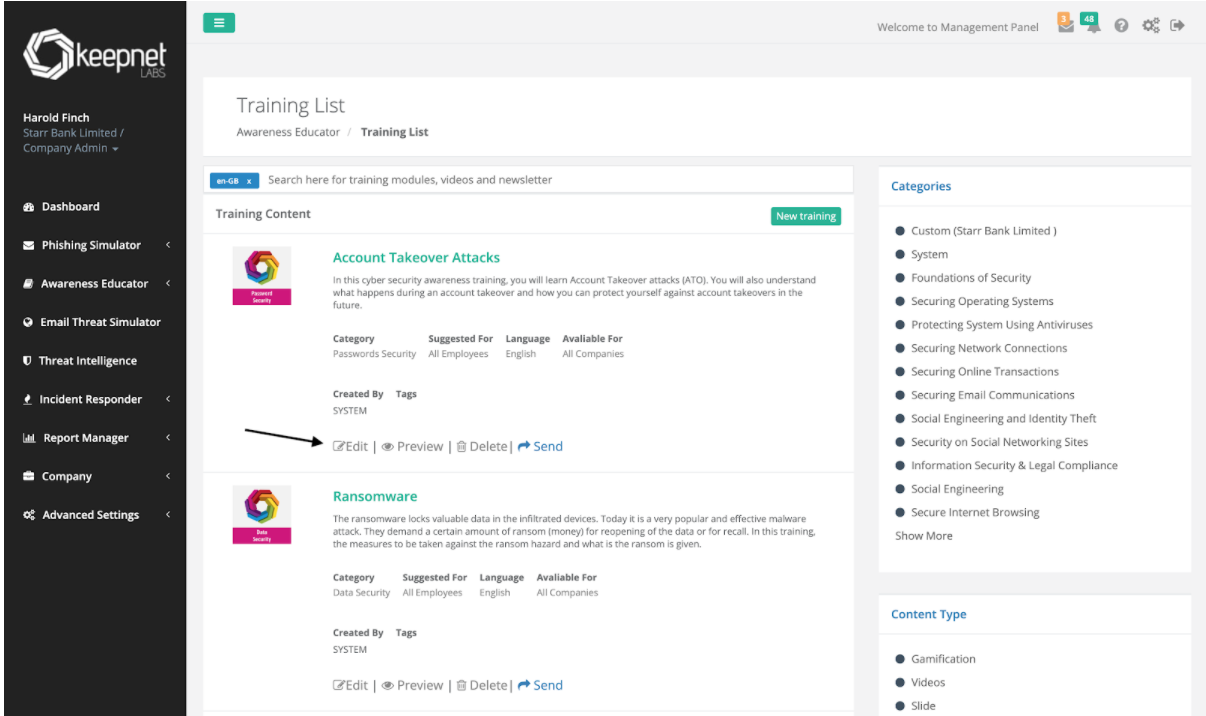 keepnet
LABS
Harold Finch
Starr Bank Limited /
Company Admin
Dashboard
Phishing Simulator
Awareness Educator
Email Threat Simulator
Threat Intelligence
Incident Responder
Report Manager
Company
Advanced Settings
Welcome to Management Panel
3
48
Training List
Awareness Educator / Training List
en-GB x Search here for training modules, videos and newsletter
Training Content
New training
Password
Security
Account Takeover Attacks
In this cyber security awareness training, you will learn Account Takeover attacks (ATO). You will also understand
what happens during an account takeover and how you can protect yourself against account takeovers in the
future.
Category Suggested For Language Avaliable For
Passwords Security All Employees English All Companies
Created By Tags
SYSTEM
Edit | Preview | Delete| Send
Data
Security
Ransomware
The ransomware locks valuable data in the infiltrated devices. Today it is a very popular and effective malware
attack. They demand a certain amount of ransom (money) for reopening of the data or for recall. In this training,
the measures to be taken against the ransom hazard and what is the ransom is given.
Category Suggested For Language Avaliable For
Data Security All Employees English All Companies
Created By Tags
SYSTEM
Edit | Preview | Delete| Send
Categories
Custom (Starr Bank Limited )
System
Foundations of Security
Securing Operating Systems
Protecting System Using Antiviruses
Securing Network Connections
Securing Online Transactions
Securing Email Communications
Social Engineering and Identity Theft
Security on Social Networking Sites
Information Security & Legal Compliance
Social Engineering
Secure Internet Browsing
Show More
Content Type
Gamification
Videos
Slide